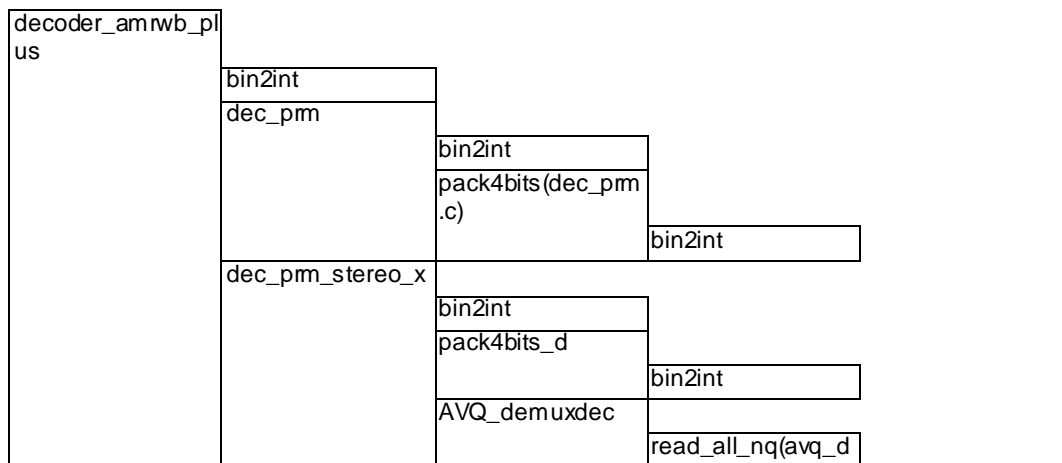 decoder_amrwb_pl
us
bin2int
dec_prm
bin2int
pack4bits(dec_prm
.c)
bin2int
dec_prm_stereo_x
bin2int
pack4bits_d
bin2int
AVQ_demuxdec
read_all_nq(avq_d